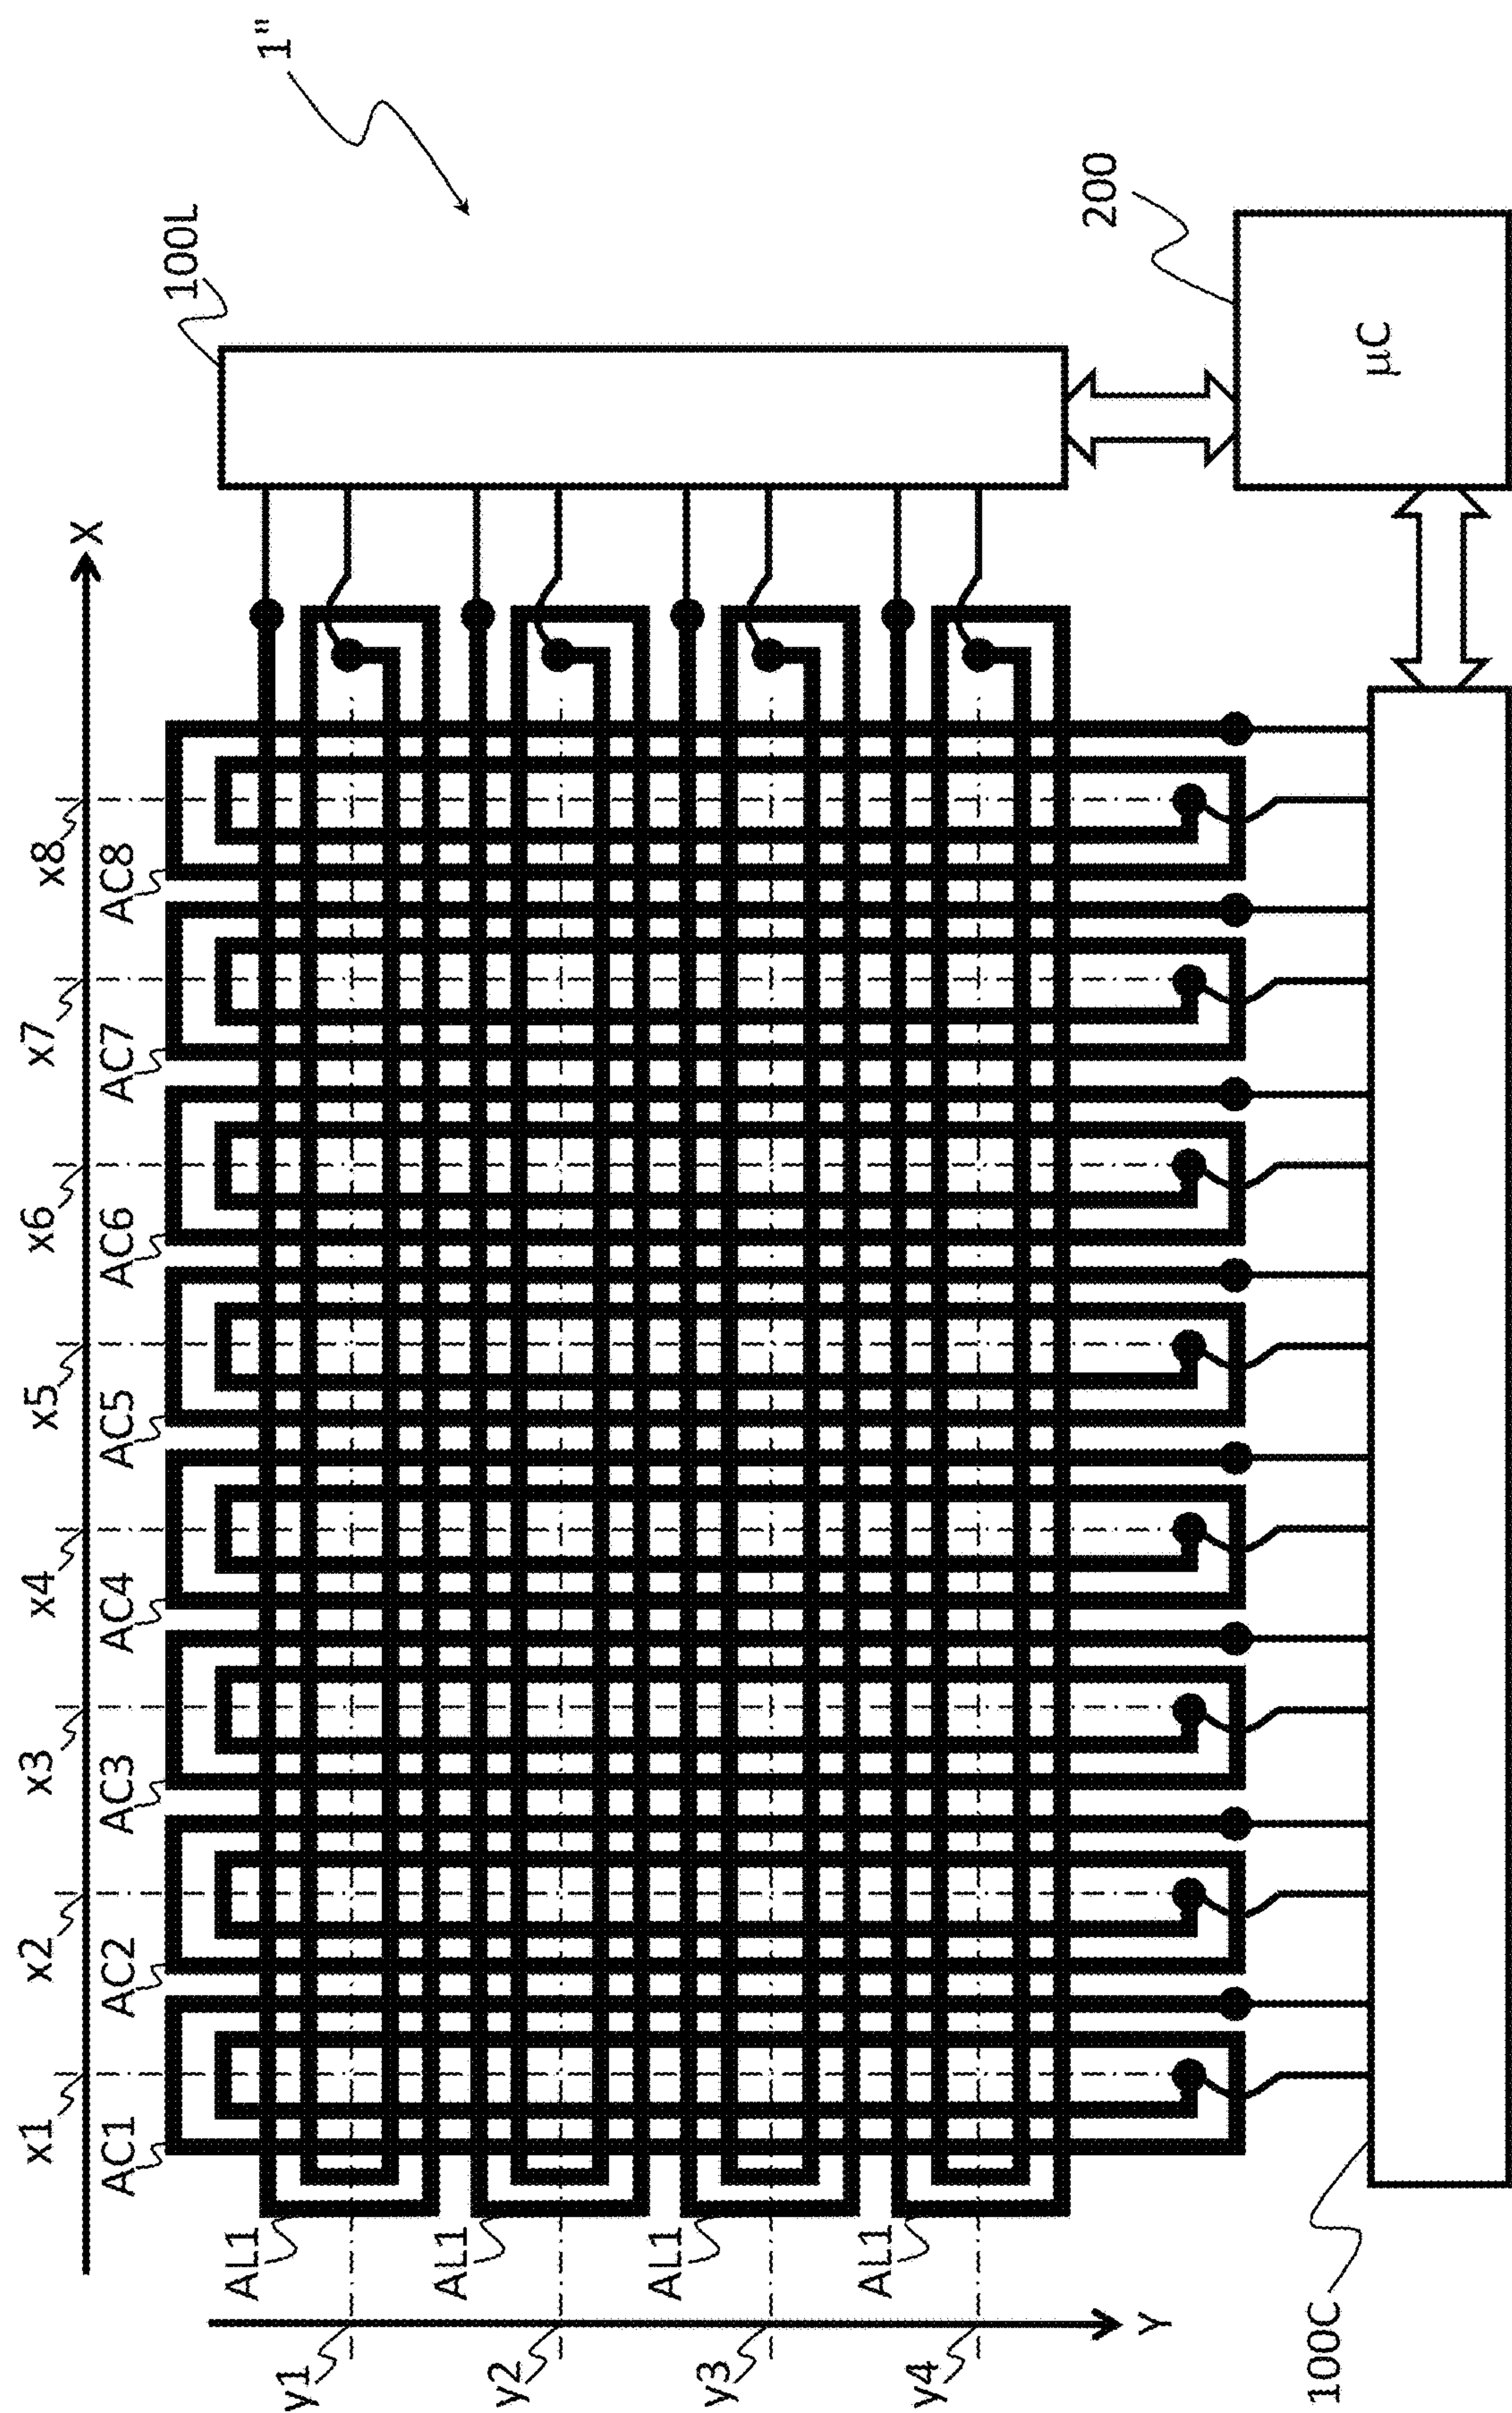 1"
X
x1 x2 x3 x4 x5 x6 x7 x8
AC1 AC2 AC3 AC4 AC5 AC6 AC7 AC8
100L
y1
AL1
y2
AL1
y3
AL1
y4
AL1
Y
200
µC
100C